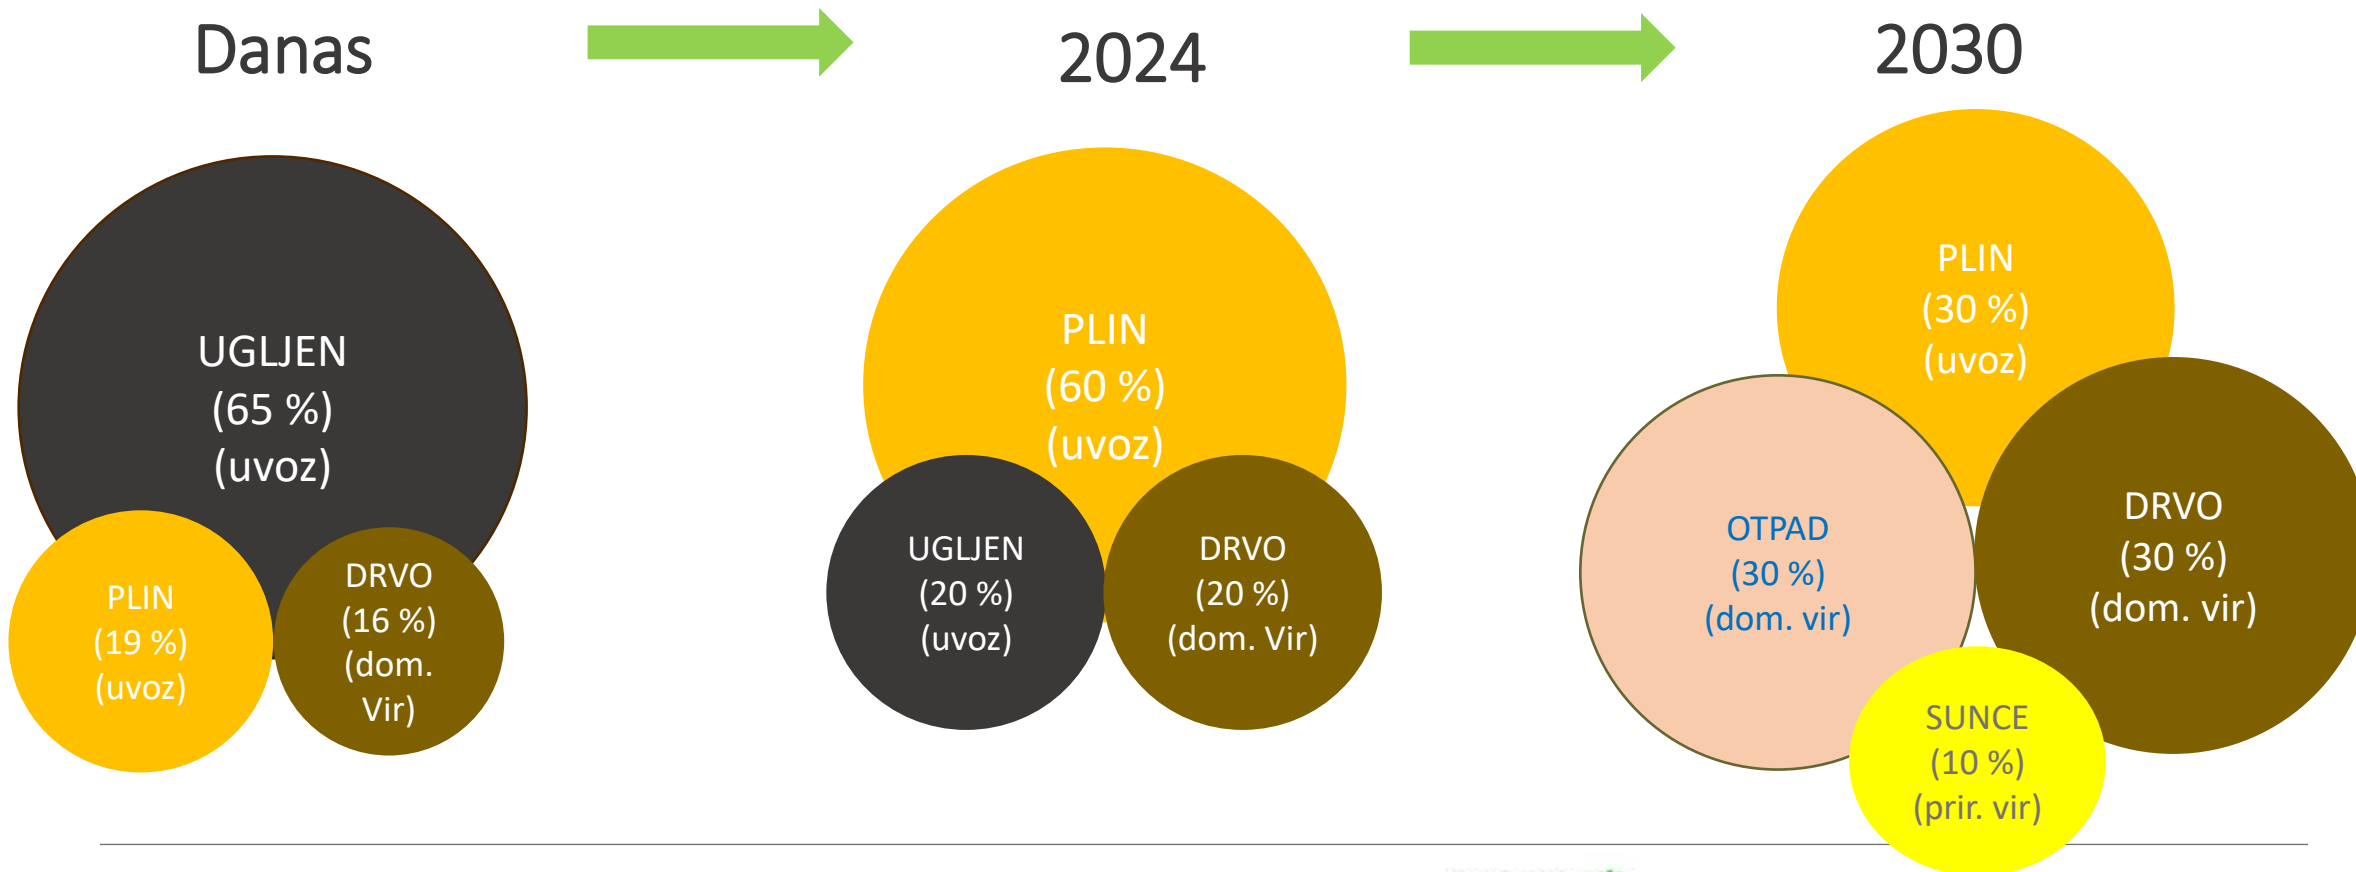 Danas
2024
2030
UGLJEN
(65 %)
(uvoz)
PLIN
(19 %)
(uvoz)
DRVO
(16 %)
(dom.
Vir)
PLIN
(60 %)
(uvoz)
UGLJEN
(20 %)
(uvoz)
DRVO
(20 %)
(dom. Vir)
PLIN
(30 %)
(uvoz)
OTPAD
(30 %)
(dom. vir)
DRVO
(30 %)
(dom. vir)
SUNCE
(10 %)
(prir. vir)